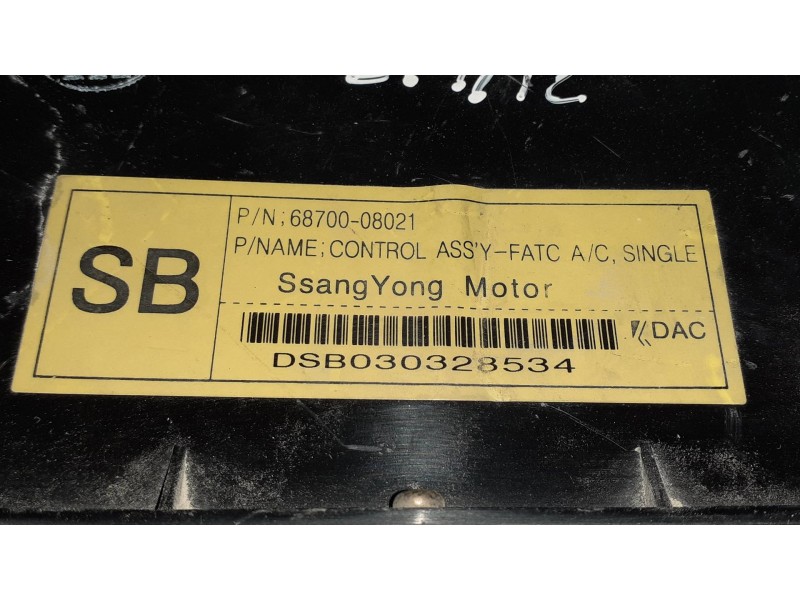 SB
P/N;68700-08021
P/NAME;CONTROL ASS'Y-FATC A/C, SINGLE
SsangYong Motor
DAC
DSB030328534